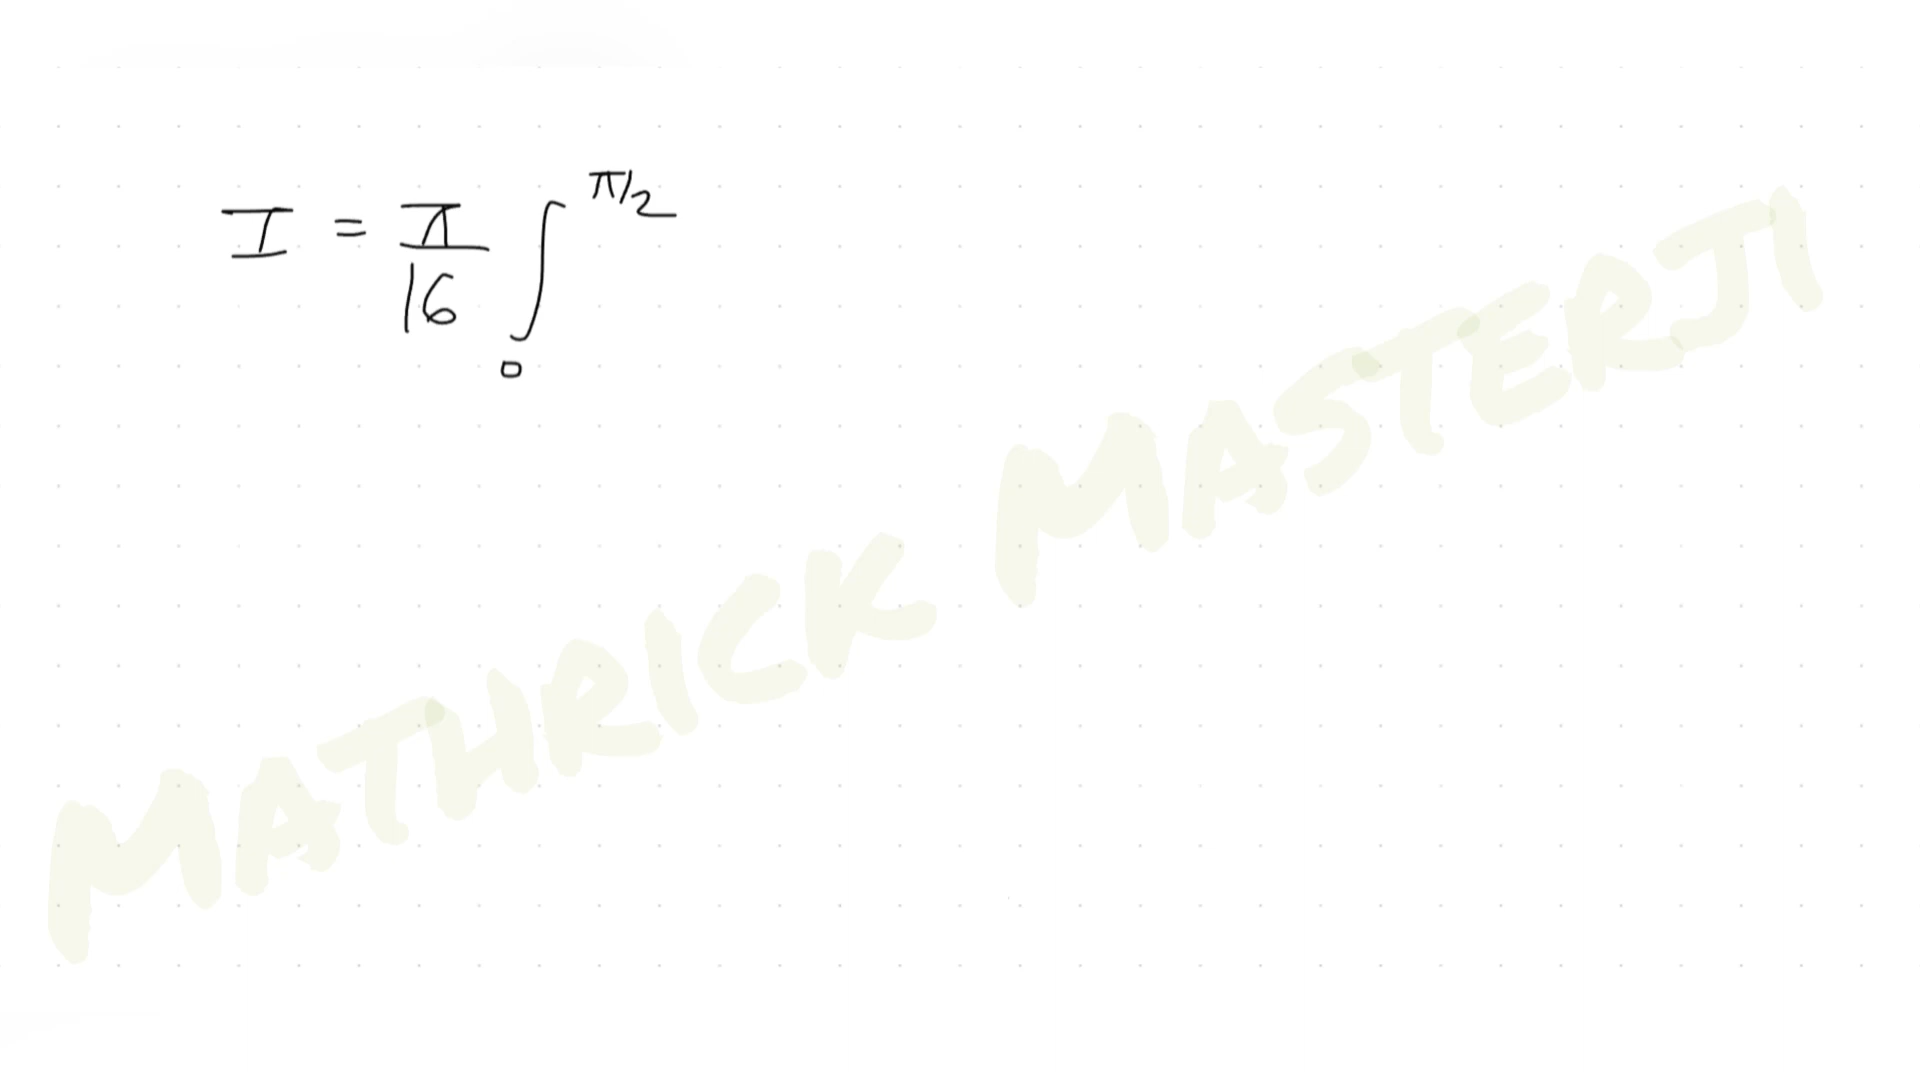 I = π/16 ∫₀^π/2
MATHRICK MASTERJI